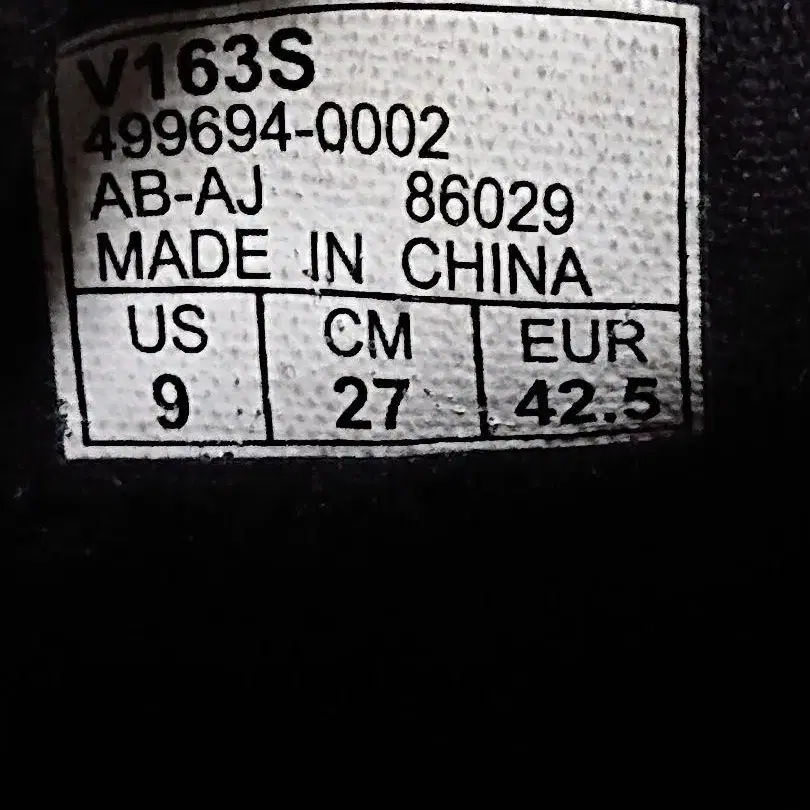 V163S
499694-0002
AB-AJ 86029
MADE IN CHINA
US CM EUR
9 27 42.5